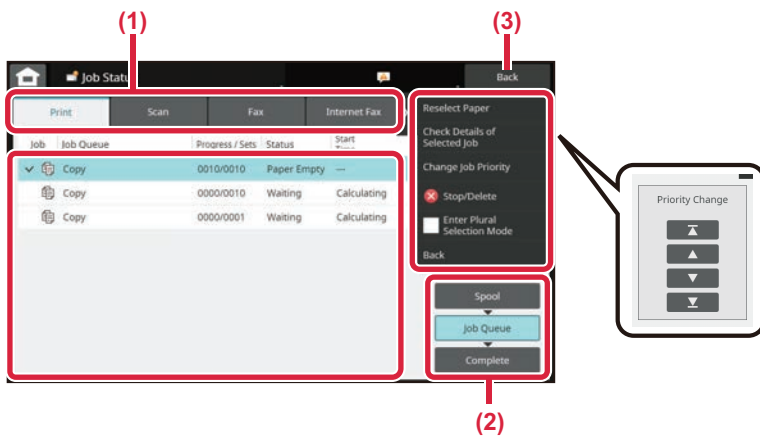 (1)
(3)
Job Status
Back
Print
Scan
Fax
Internet Fax
Job
Job Queue
Progress / Sets
Status
Start
Copy
0010/0010
Paper Empty
---
Copy
0000/0010
Waiting
Calculating
Copy
0000/0001
Waiting
Calculating
Reselect Paper
Check Details of
Selected Job
Change Job Priority
Stop/Delete
Enter Plural
Selection Mode
Back
Spool
Job Queue
Complete
Priority Change
(2)